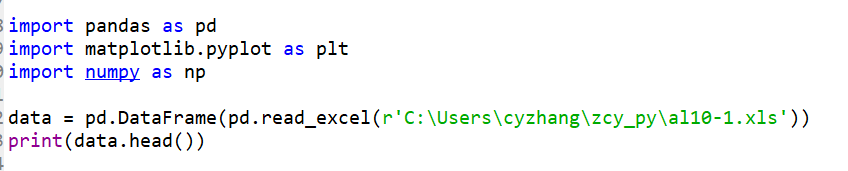 import pandas as pd
import matplotlib.pyplot as plt
import numpy as np
data = pd.DataFrame(pd.read_excel(r'C:\Users\cyzhang\zcy_py\al10-1.xls'))
print(data.head())